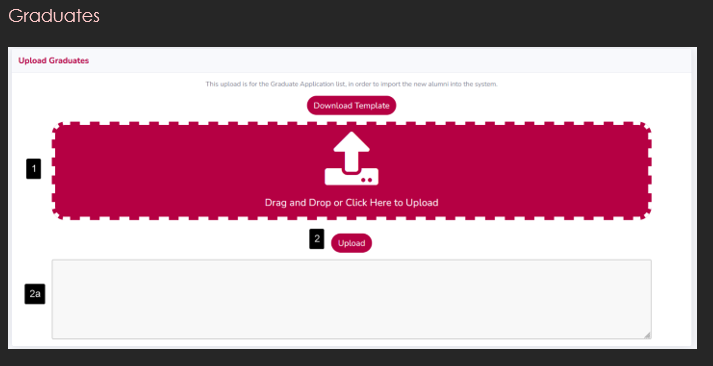 Graduates
Upload Graduates
This upload is for the Graduate Application list, in order to import the new alumni into the system.
Download Template
1
Drag and Drop or Click Here to Upload
2
Upload
2a